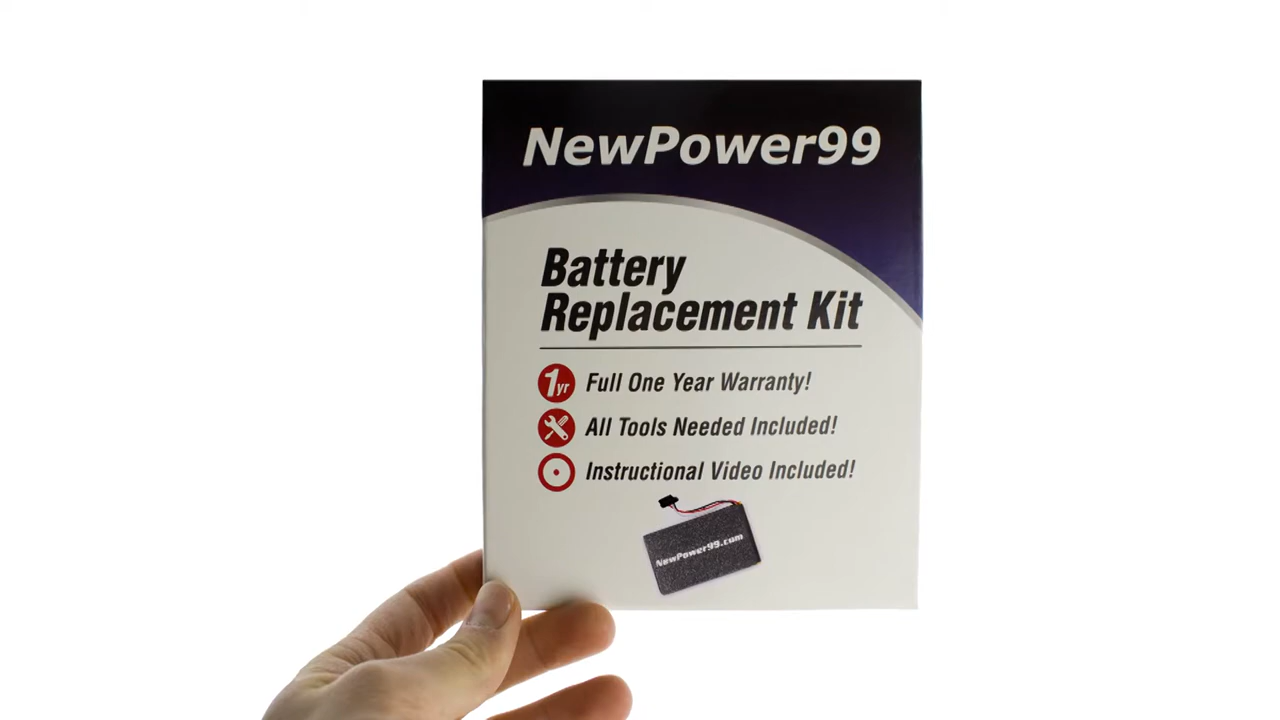 NewPower99
Battery
Replacement Kit
1yr Full One Year Warranty!
All Tools Needed Included!
Instructional Video Included!
NewPower99.com